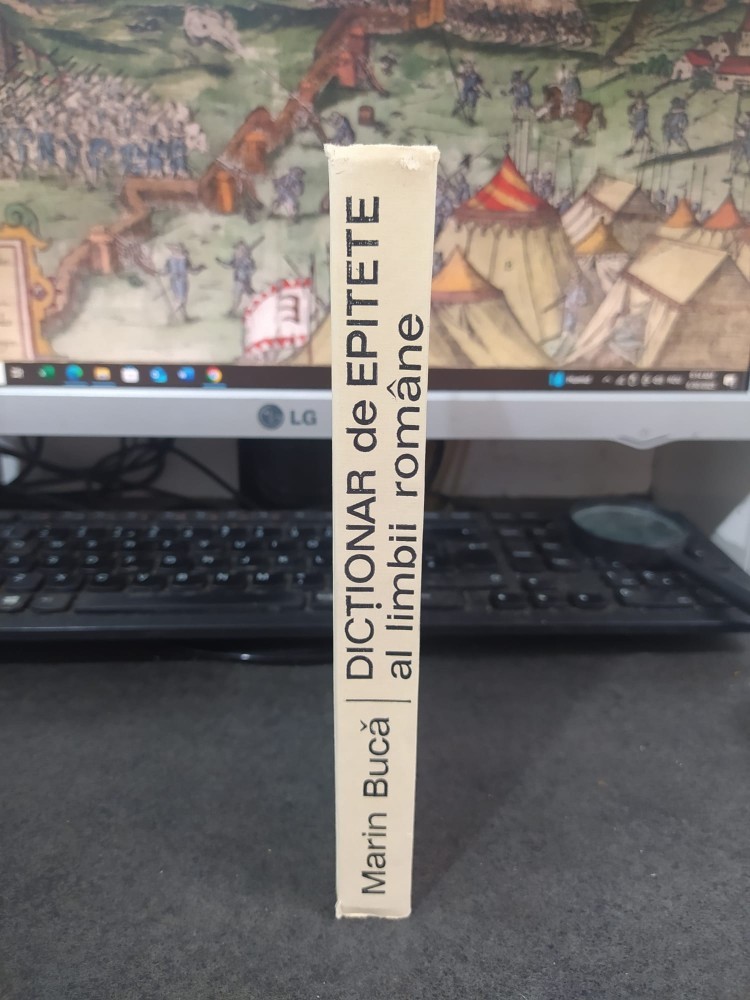 Marin Bucă
DICȚIONAR de EPITETE
al limbii române
LG